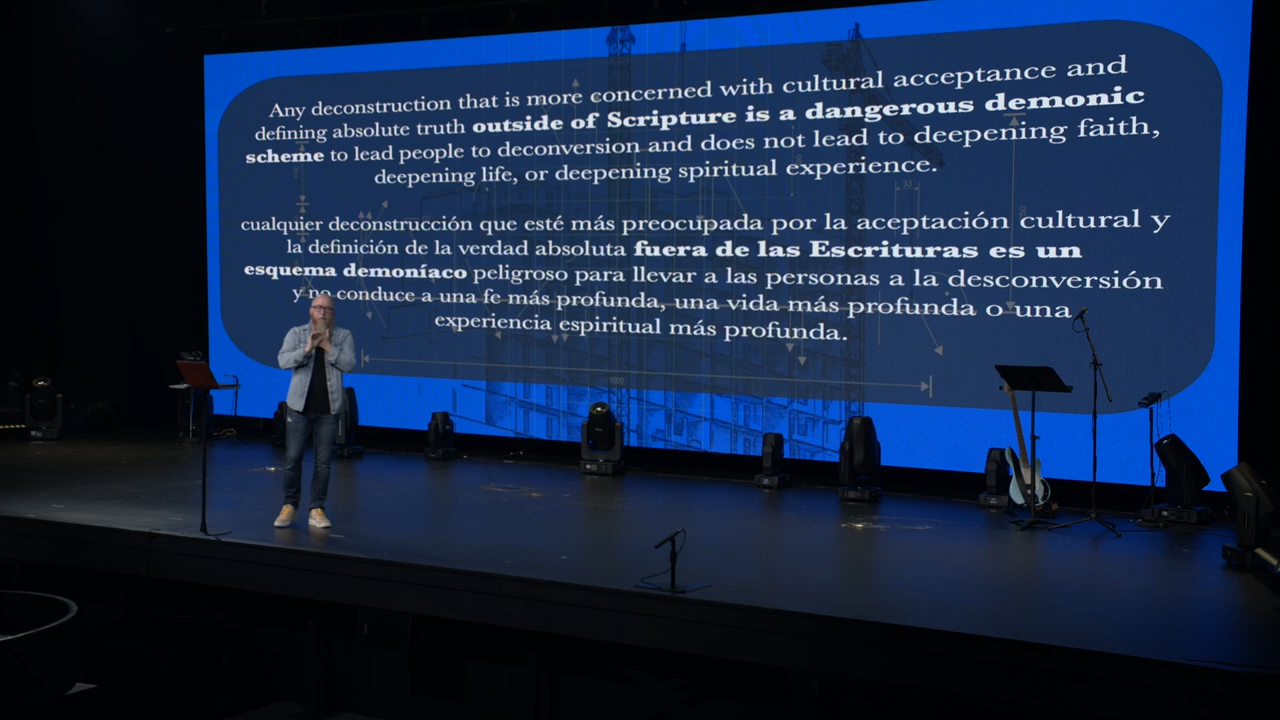 Any deconstruction that is more concerned with cultural acceptance and
defining absolute truth outside of Scripture is a dangerous demonic
scheme to lead people to deconversion and does not lead to deepening faith,
deepening life, or deepening spiritual experience.
cualquier deconstrucción que esté más preocupada por la aceptación cultural y
la definición de la verdad absoluta fuera de las Escrituras es un
esquema demoníaco peligroso para llevar a las personas a la desconversión
y no conduce a una fe más profunda, una vida más profunda o una
experiencia espiritual más profunda.
1000